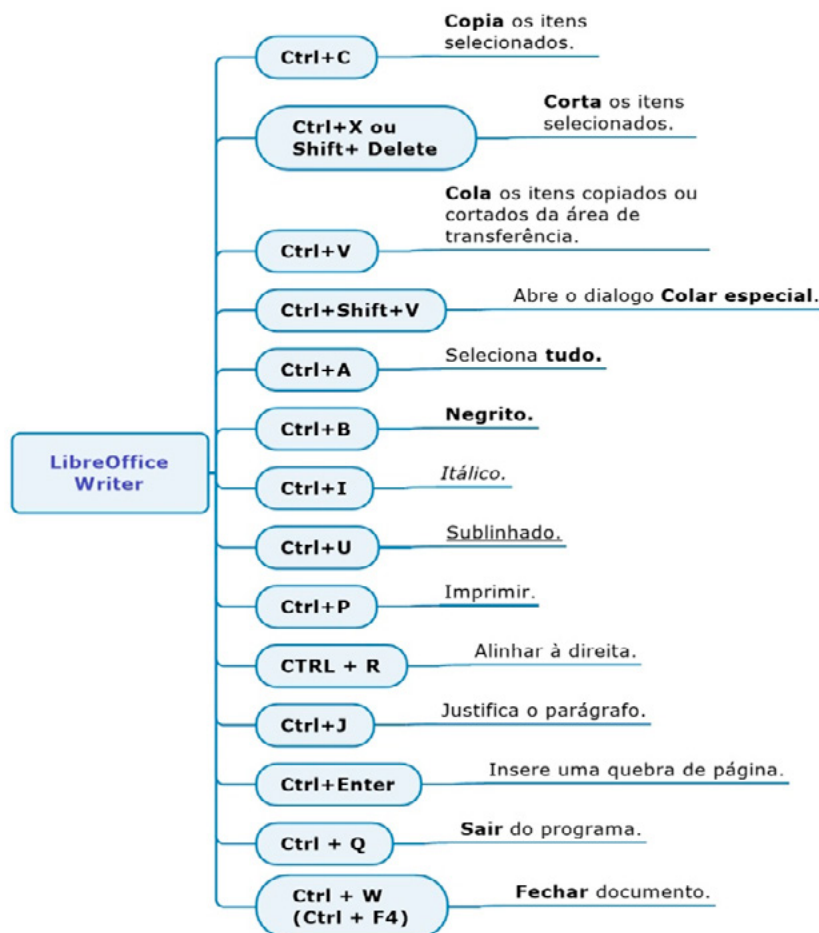 Ctrl+C
Copia os itens
selecionados.
Ctrl+X ou
Shift+ Delete
Corta os itens
selecionados.
Ctrl+V
Cola os itens copiados ou
cortados da área de
transferência.
Ctrl+Shift+V
Abre o dialogo Colar especial.
Ctrl+A
Seleciona tudo.
Ctrl+B
Negrito.
LibreOffice
Writer
Ctrl+I
Itálico.
Ctrl+U
Sublinhado.
Ctrl+P
Imprimir.
CTRL + R
Alinhar à direita.
Ctrl+J
Justifica o parágrafo.
Ctrl+Enter
Insere uma quebra de página.
Ctrl + Q
Sair do programa.
Ctrl + W
(Ctrl + F4)
Fechar documento.